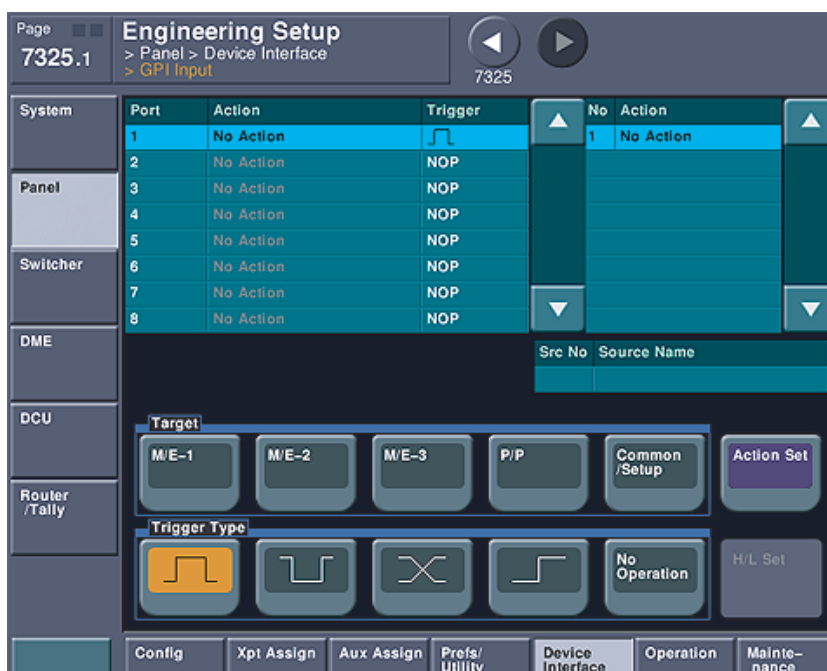 Page
7325.1
Engineering Setup
> Panel > Device Interface
> GPI Input
7325
System
Panel
Switcher
DME
DCU
Router
/Tally
Port Action Trigger
1 No Action
2 No Action NOP
3 No Action NOP
4 No Action NOP
5 No Action NOP
6 No Action NOP
7 No Action NOP
8 No Action NOP
No Action
1 No Action
Src No Source Name
Target
M/E–1
M/E–2
M/E–3
P/P
Common
/Setup
Action Set
Trigger Type
No
Operation
H/L Set
Config
Xpt Assign
Aux Assign
Prefs/
Utility
Device
Interface
Operation
Mainte–
nance